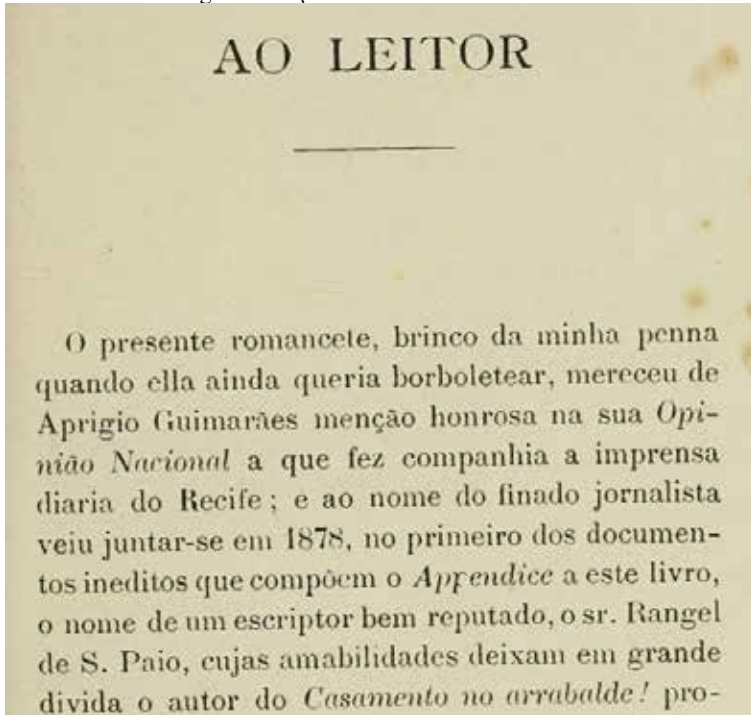 AO LEITOR
O presente romancete, brinco da minha penna
quando ella ainda queria borboletear, mereceu de
Aprigio Guimarães menção honrosa na sua Opi-
nião Nacional a que fez companhia a imprensa
diaria do Recife ; e ao nome do finado jornalista
veiu juntar-se em 1878, no primeiro dos documen-
tos ineditos que compõem o Appendice a este livro,
o nome de um escriptor bem reputado, o sr. Rangel
de S. Paio, cujas amabilidades deixam em grande
divida o autor do Casamento no arrabalde! pro-